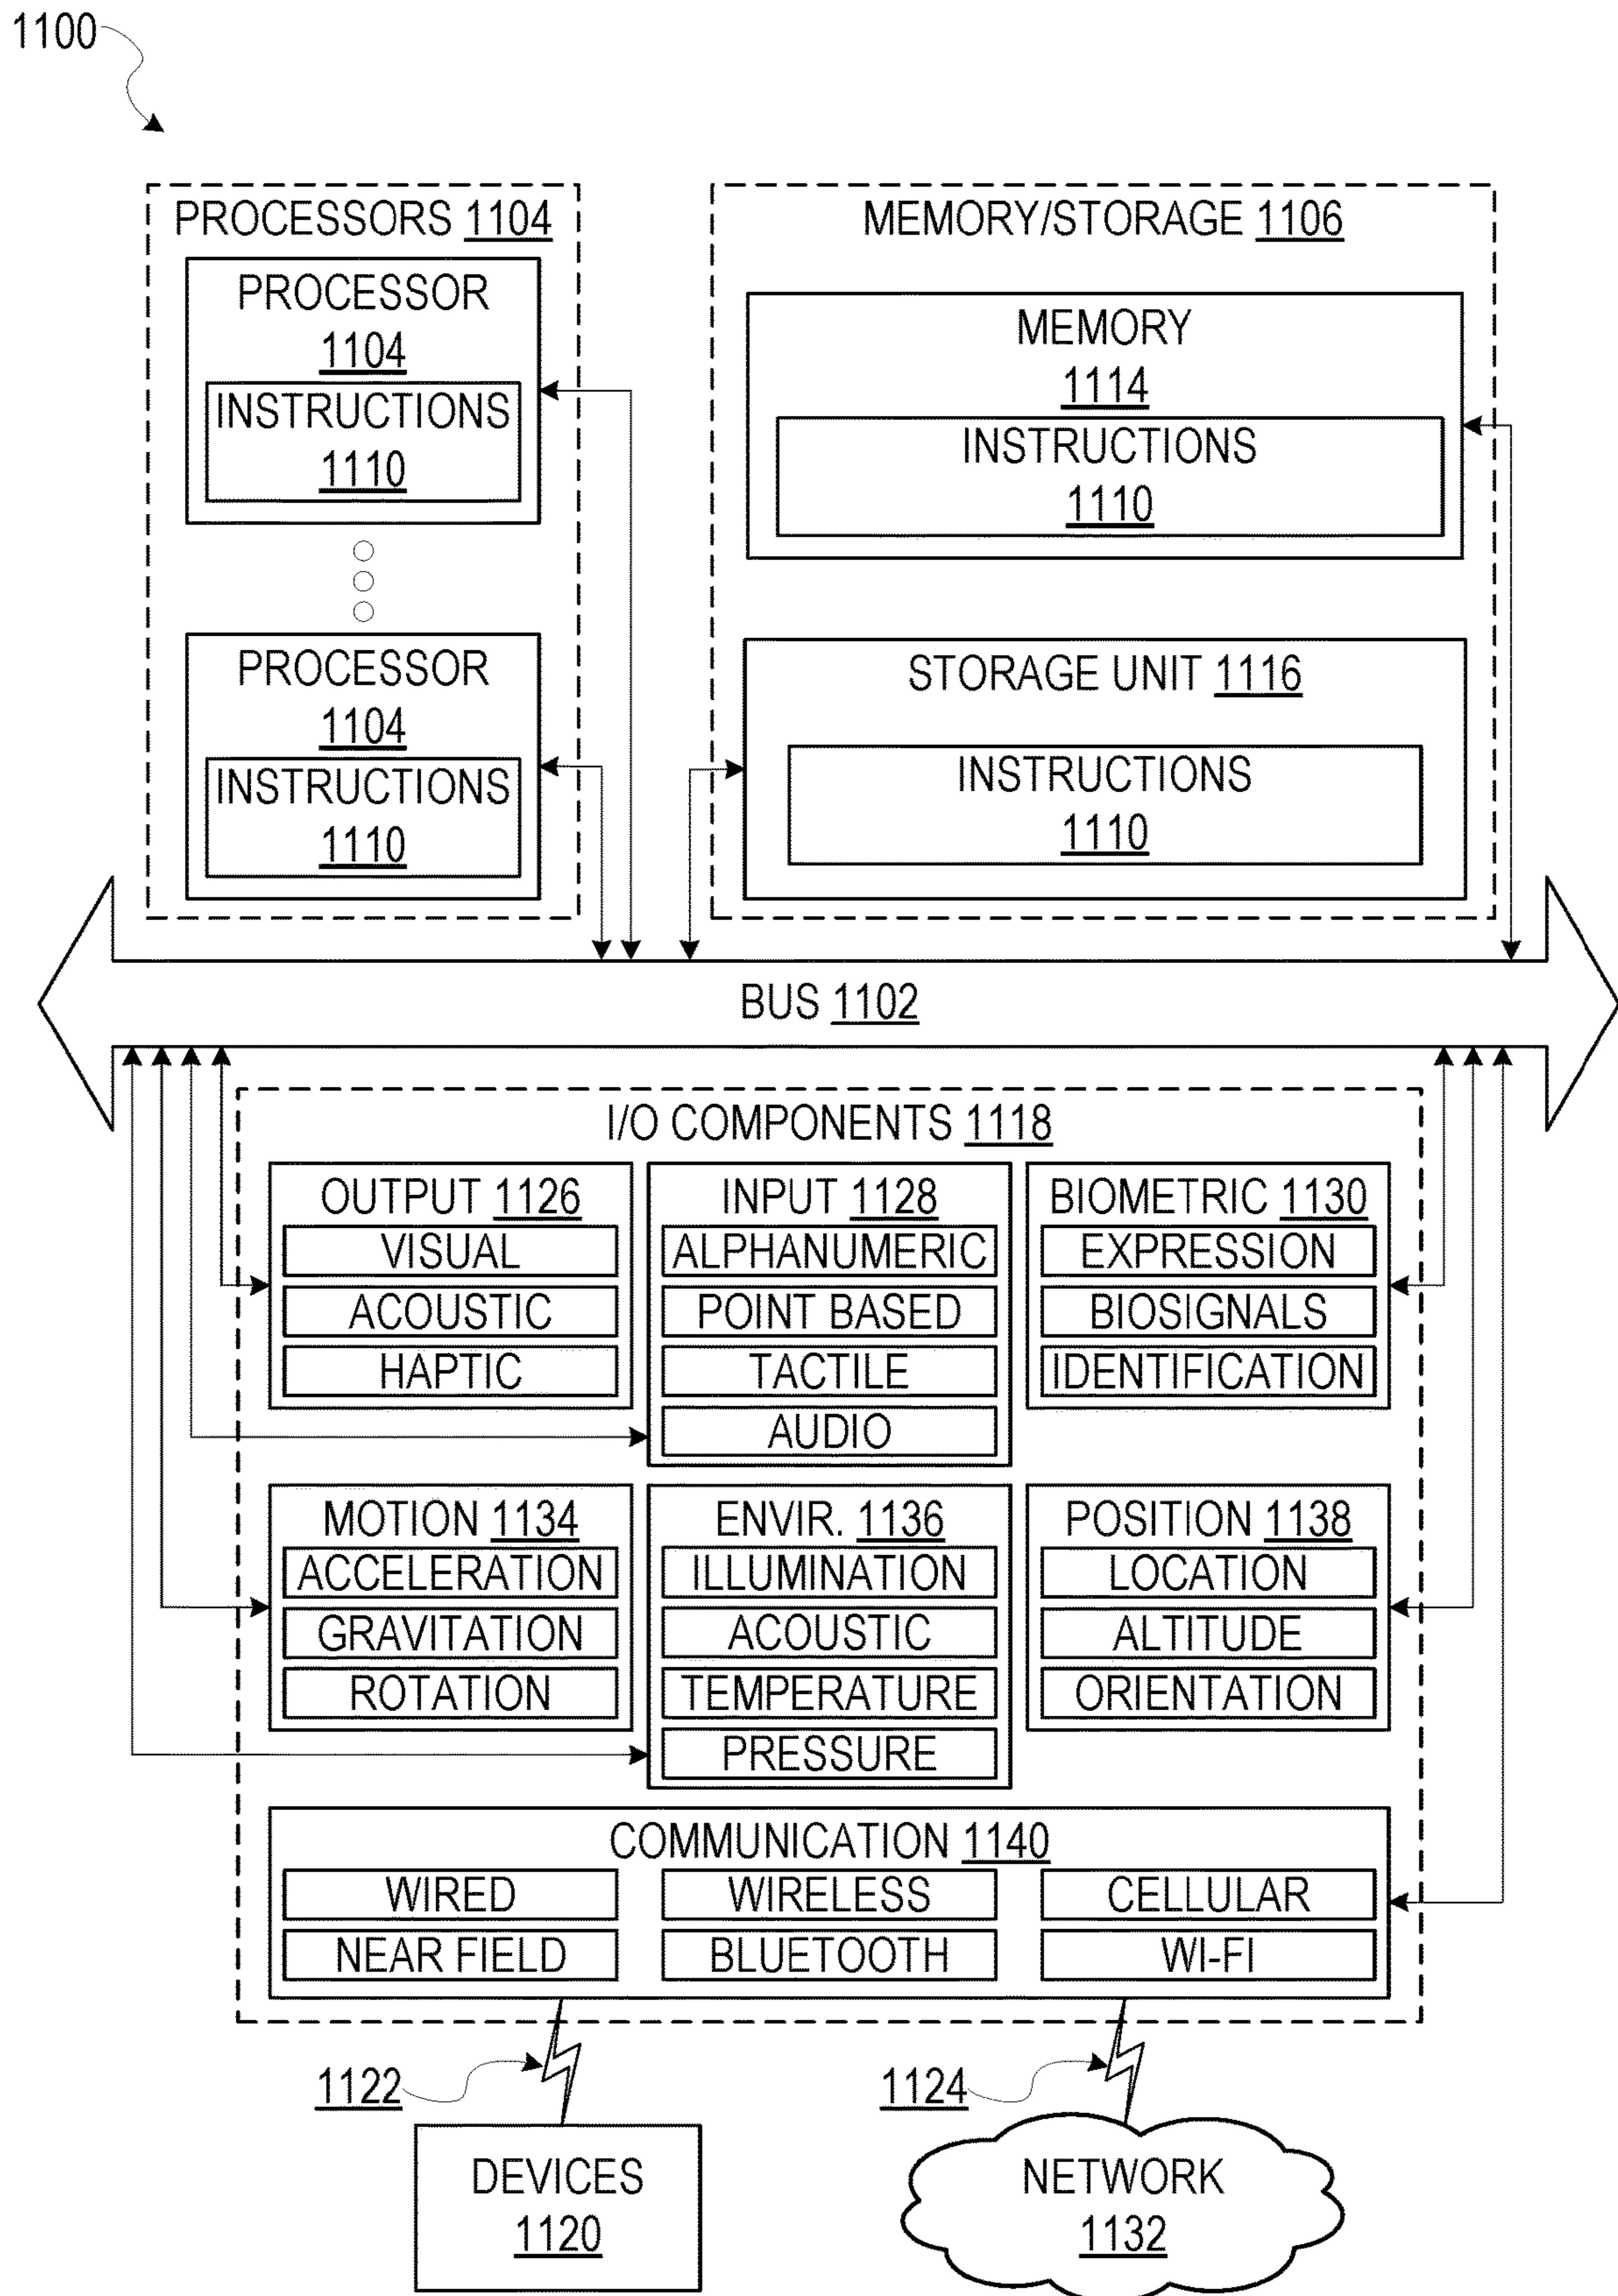 1100
PROCESSORS 1104
PROCESSOR
1104
INSTRUCTIONS
1110
PROCESSOR
1104
INSTRUCTIONS
1110
MEMORY/STORAGE 1106
MEMORY
1114
INSTRUCTIONS
1110
STORAGE UNIT 1116
INSTRUCTIONS
1110
BUS 1102
I/O COMPONENTS 1118
OUTPUT 1126
VISUAL
ACOUSTIC
HAPTIC
INPUT 1128
ALPHANUMERIC
POINT BASED
TACTILE
AUDIO
BIOMETRIC 1130
EXPRESSION
BIOSIGNALS
IDENTIFICATION
MOTION 1134
ACCELERATION
GRAVITATION
ROTATION
ENVIR. 1136
ILLUMINATION
ACOUSTIC
TEMPERATURE
PRESSURE
POSITION 1138
LOCATION
ALTITUDE
ORIENTATION
COMMUNICATION 1140
WIRED
WIRELESS
CELLULAR
NEAR FIELD
BLUETOOTH
WI-FI
1122
1124
DEVICES
1120
NETWORK
1132